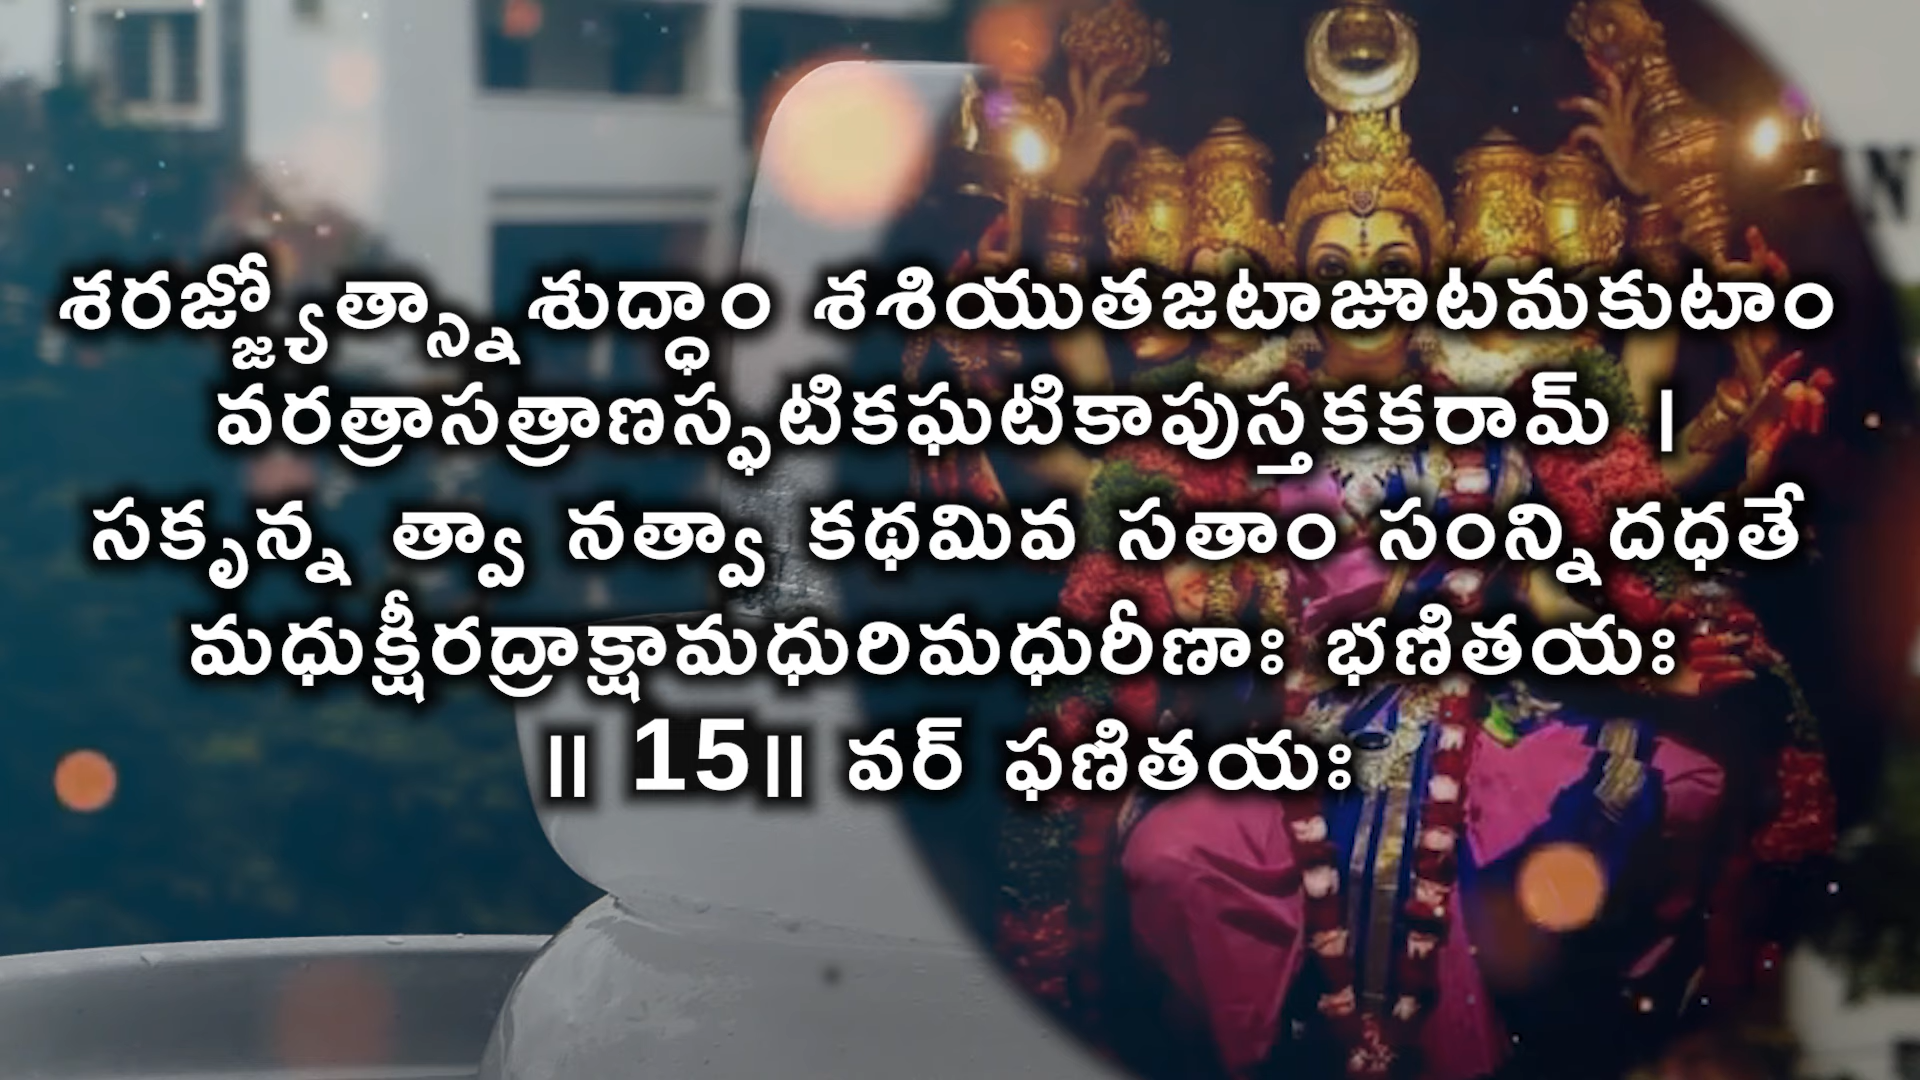 శరజ్జ్యోత్స్నాశుద్ధాం శశియుతజటాజూటమకుటాం
వరత్రాసత్రాణస్ఫటికఘటికాపుస్తకకరామ్ ।
సకృన్న త్వా నత్వా కథమివ సతాం సంన్నిదధతే
మధుక్షీరద్రాక్షామధురిమధురీణాః భణితయః
॥ 15॥ వర్ ఫణితయః